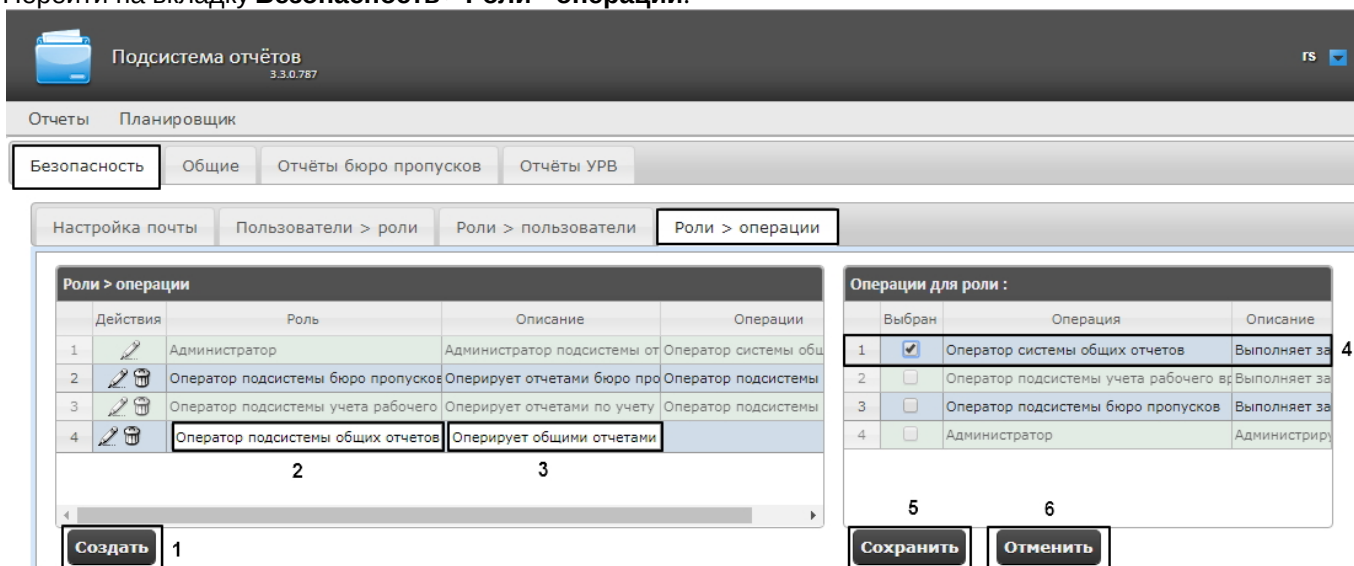 Перейти на вкладку Безопасность - Роли - операции.
Подсистема отчётов
3.3.0.787
rs
Отчеты Планировщик
Безопасность Общие Отчёты бюро пропусков Отчёты УРВ
Настройка почты Пользователи > роли Роли > пользователи Роли > операции
Роли > операции
Действия Роль Описание Операции
1 Администратор Администратор подсистемы от Оператор системы общ
2 Оператор подсистемы бюро пропусков Оперирует отчетами бюро про Оператор подсистемы
3 Оператор подсистемы учета рабочего Оперирует отчетами по учету Оператор подсистемы
4 Оператор подсистемы общих отчетов Оперирует общими отчетами
2 3
Создать 1
Операции для роли :
Выбран Операция Описание
1 Оператор системы общих отчетов Выполняет за 4
2 Оператор подсистемы учета рабочего вр Выполняет за
3 Оператор подсистемы бюро пропусков Выполняет за
4 Администратор Администриру
5 6
Сохранить Отменить